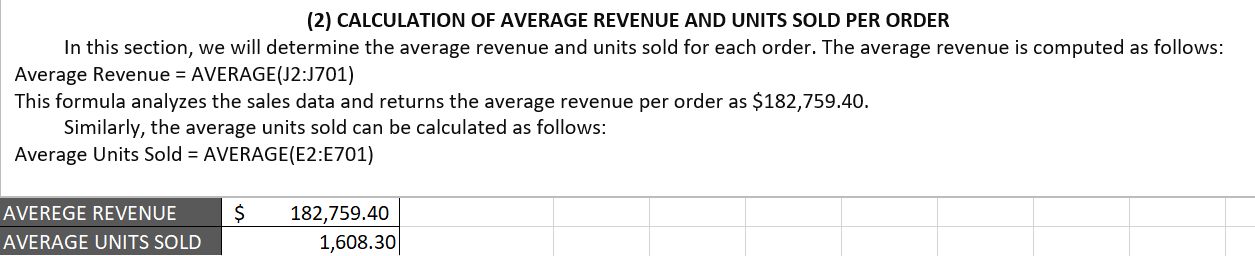 (2) CALCULATION OF AVERAGE REVENUE AND UNITS SOLD PER ORDER
In this section, we will determine the average revenue and units sold for each order. The average revenue is computed as follows:
Average Revenue = AVERAGE(J2:J701)
This formula analyzes the sales data and returns the average revenue per order as $182,759.40.
Similarly, the average units sold can be calculated as follows:
Average Units Sold = AVERAGE(E2:E701)
AVEREGE REVENUE $ 182,759.40
AVERAGE UNITS SOLD 1,608.30